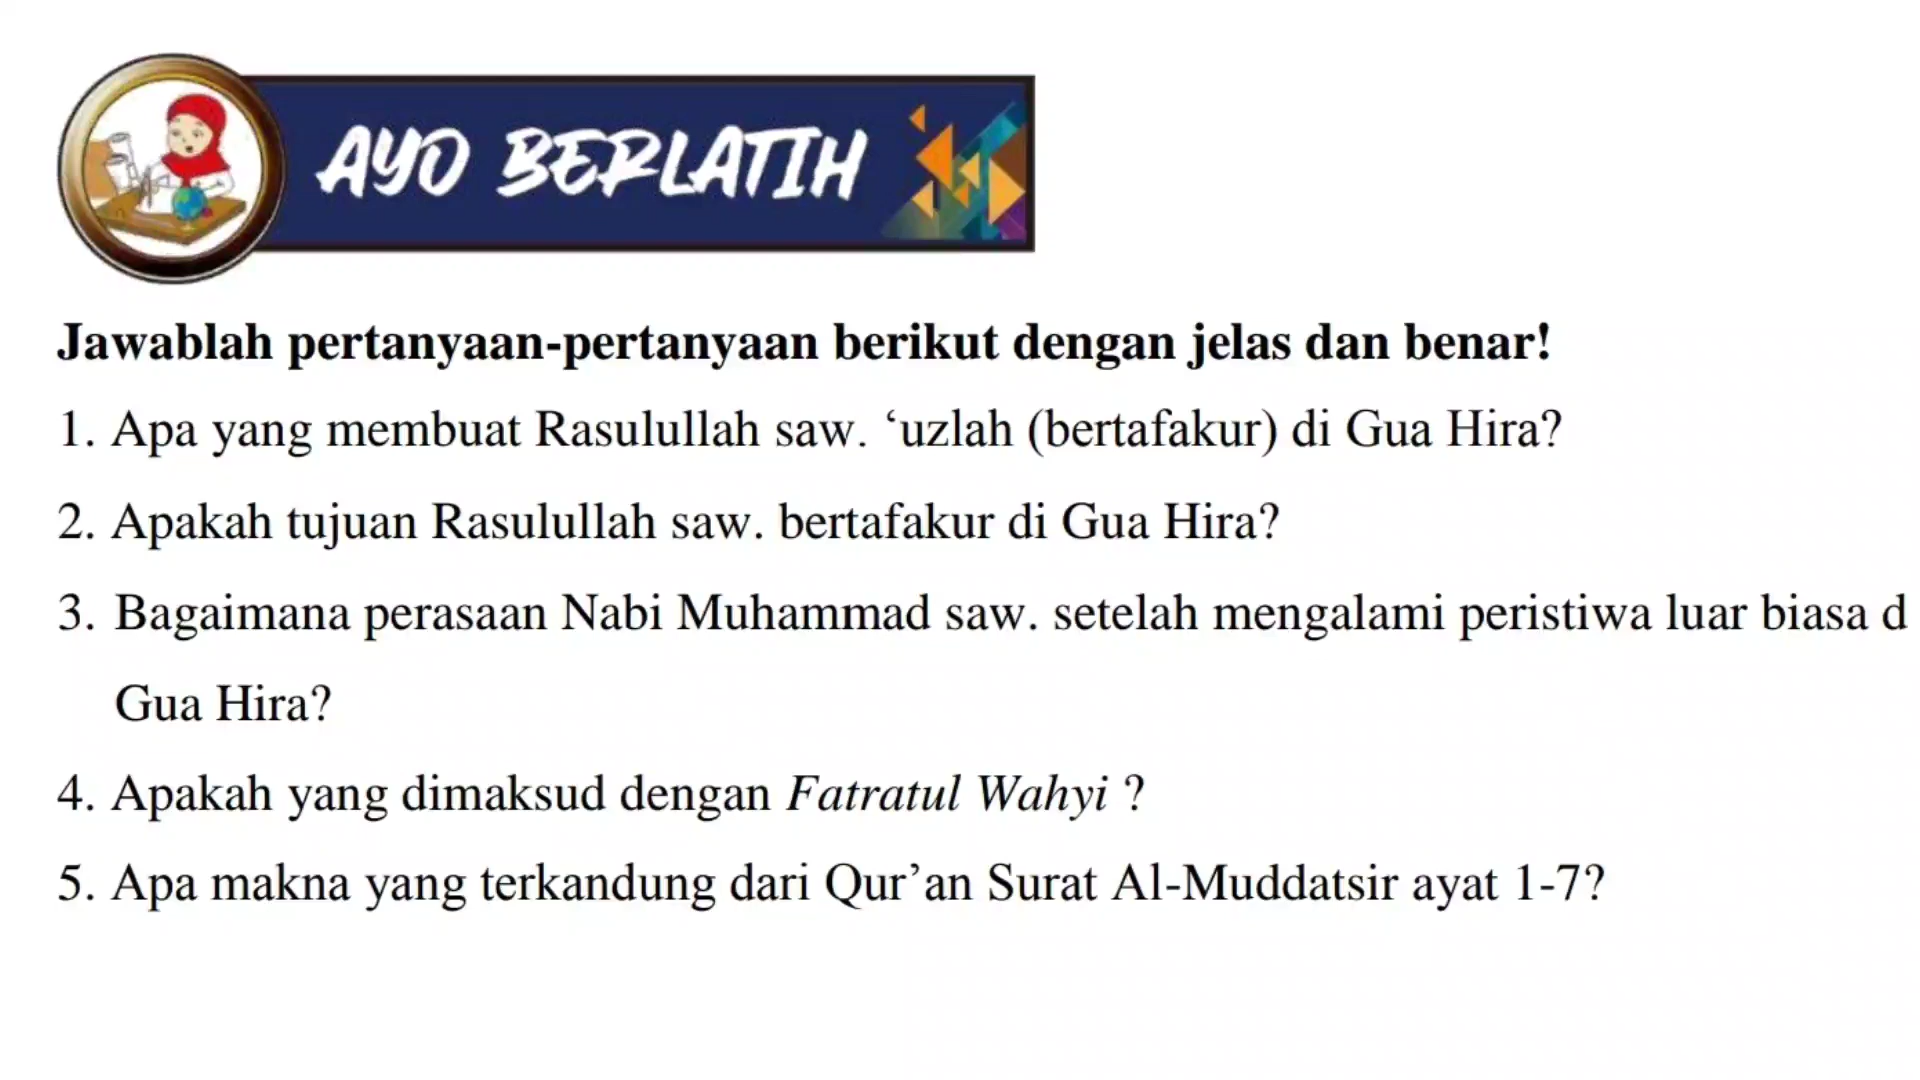 AYO BERLATIH
Jawablah pertanyaan-pertanyaan berikut dengan jelas dan benar!
1. Apa yang membuat Rasulullah saw. ‘uzlah (bertafakur) di Gua Hira?
2. Apakah tujuan Rasulullah saw. bertafakur di Gua Hira?
3. Bagaimana perasaan Nabi Muhammad saw. setelah mengalami peristiwa luar biasa d
Gua Hira?
4. Apakah yang dimaksud dengan Fatratul Wahyi ?
5. Apa makna yang terkandung dari Qur’an Surat Al-Muddatsir ayat 1-7?